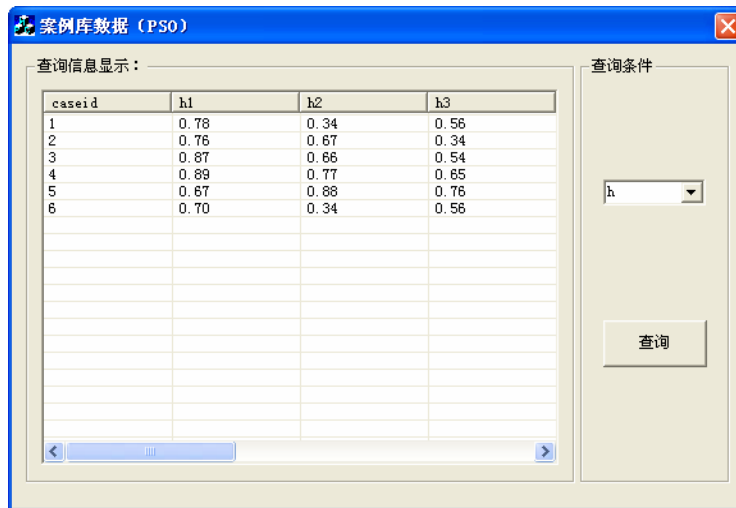 案例库数据（PSO）
查询信息显示：
查询条件
caseid h1 h2 h3
1 0.78 0.34 0.56
2 0.76 0.67 0.34
3 0.87 0.66 0.54
4 0.89 0.77 0.65
5 0.67 0.88 0.76
6 0.70 0.34 0.56
h
查询